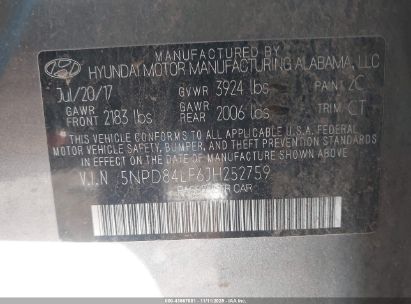 MANUFACTURED BY
HYUNDAI MOTOR MANUFACTURING ALABAMA, LLC
Jul/20/17 GVWR 3924 lbs PAINT 2C
GAWR FRONT 2183 lbs GAWR REAR 2006 lbs TRIM CT
THIS VEHICLE CONFORMS TO ALL APPLICABLE U.S. FEDERAL
MOTOR VEHICLE SAFETY, BUMPER, AND THEFT PREVENTION
STANDARDS IN EFFECT ON THE DATE OF MANUFACTURE SHOWN ABOVE.
V.I.N 5NPD84LF6JH252759
PASSENGER CAR